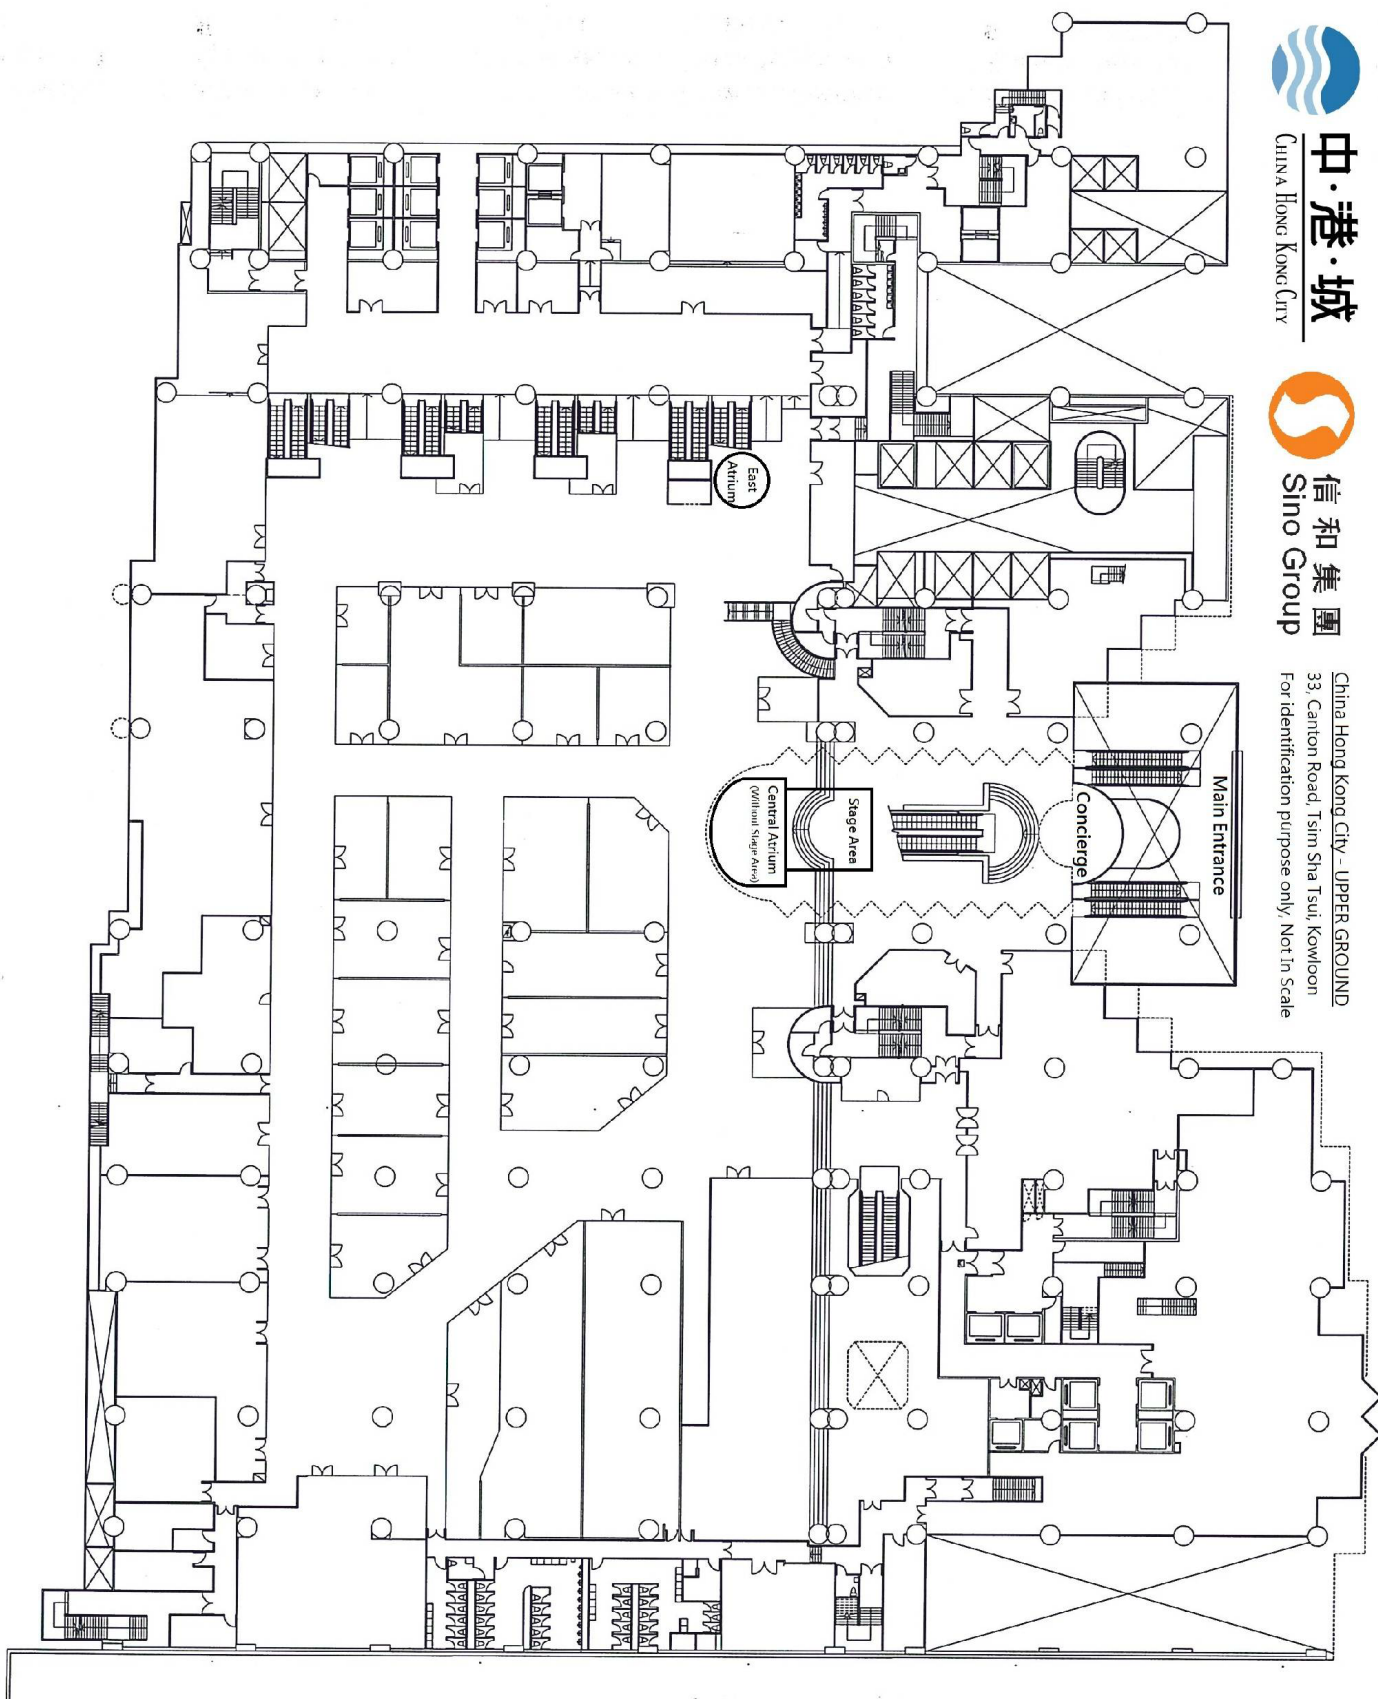 中·港·城
CHINA HONG KONG CITY
信和集團
Sino Group
China Hong Kong City - UPPER GROUND
33, Canton Road, Tsim Sha Tsui, Kowloon
For identification purpose only, Not In Scale
Main Entrance
Concierge
Stage Area
Central Atrium
(Without Stage Area)
East
Atrium